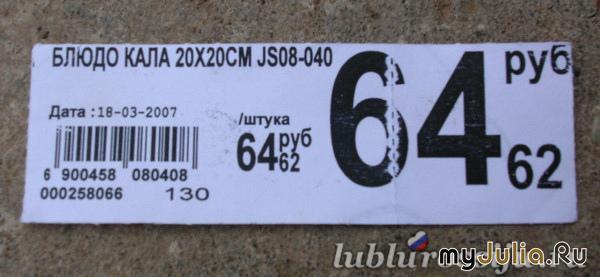 БЛЮДО КАЛА 20Х20СМ JS08-040
64 руб 62
Дата :18-03-2007
/штука
64 руб 62
6 900458 080408
000258066 130
myJulia.Ru